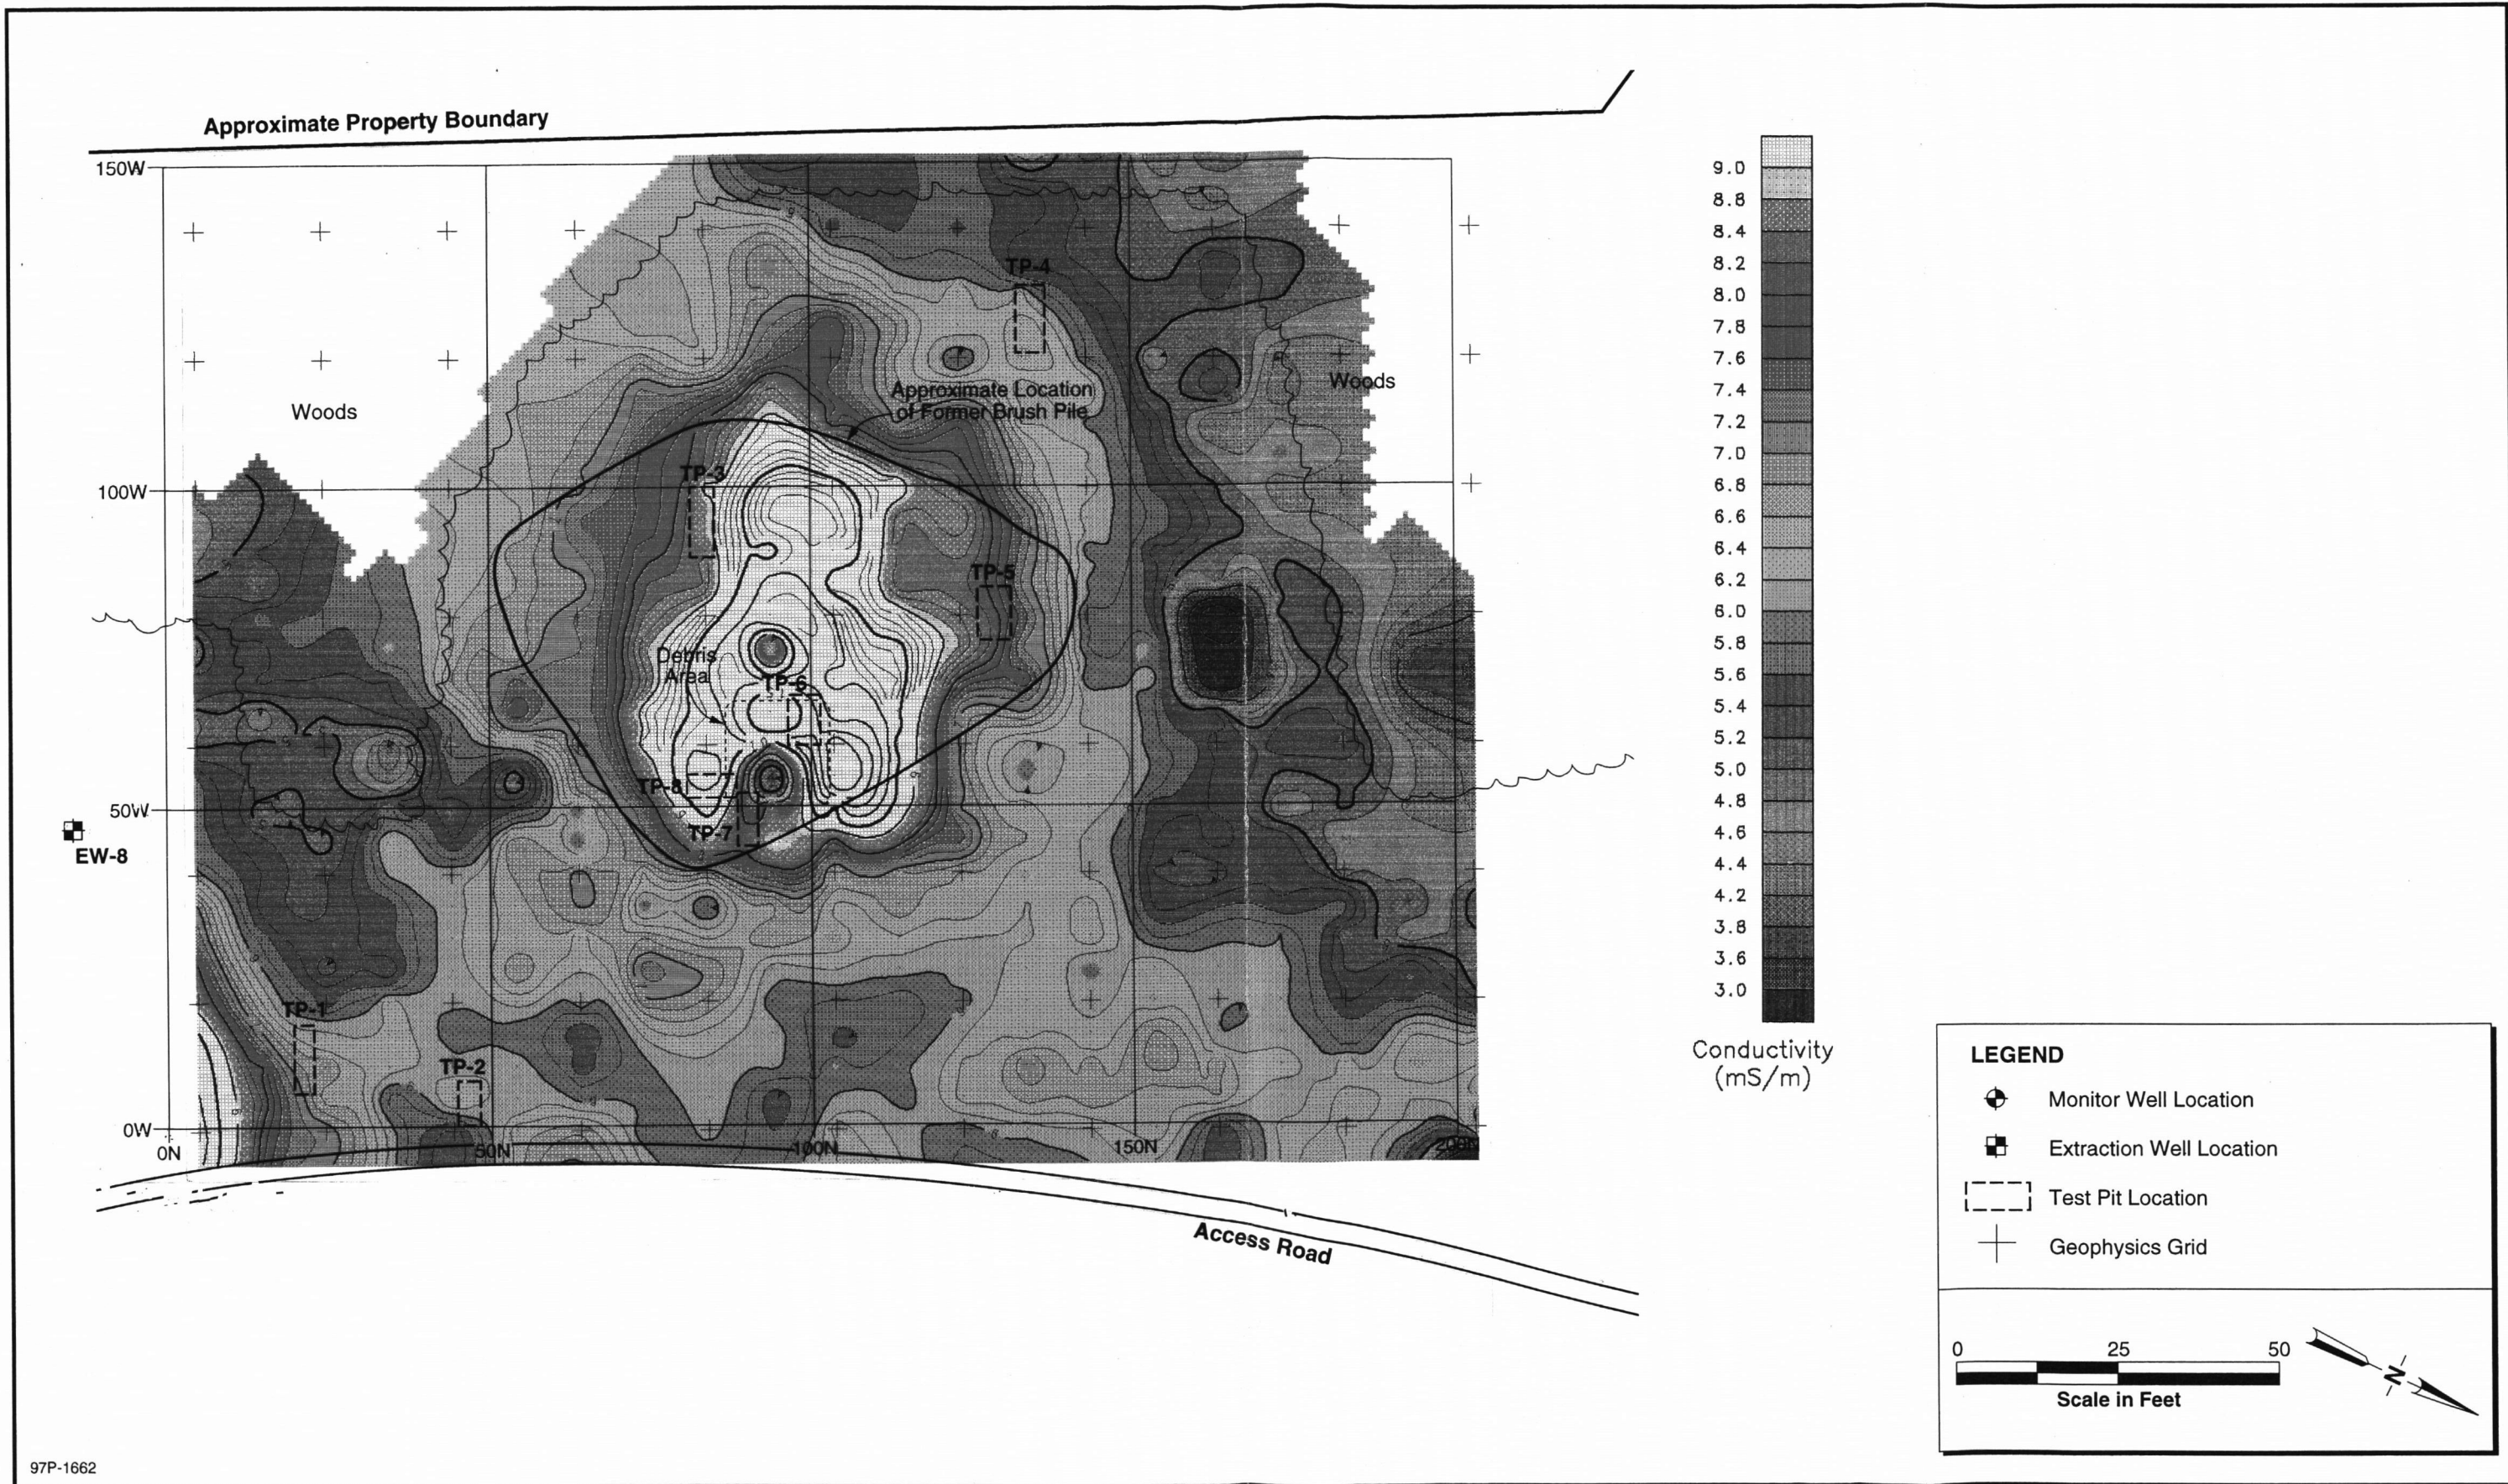 Approximate Property Boundary
150W
TP-4
Woods
Approximate Location
of Former Brush Pile
Woods
TP-3
100W
TP-5
Debris
Area
TP-6
TP-8
50W
TP-7
EW-8
TP-1
TP-2
0W
0N
50N
100N
150N
200N
Access Road
9.0
8.8
8.4
8.2
8.0
7.8
7.6
7.4
7.2
7.0
6.8
6.6
6.4
6.2
6.0
5.8
5.6
5.4
5.2
5.0
4.8
4.6
4.4
4.2
3.8
3.6
3.0
Conductivity
(mS/m)
LEGEND
Monitor Well Location
Extraction Well Location
Test Pit Location
Geophysics Grid
0 25 50
Scale in Feet
N
97P-1662